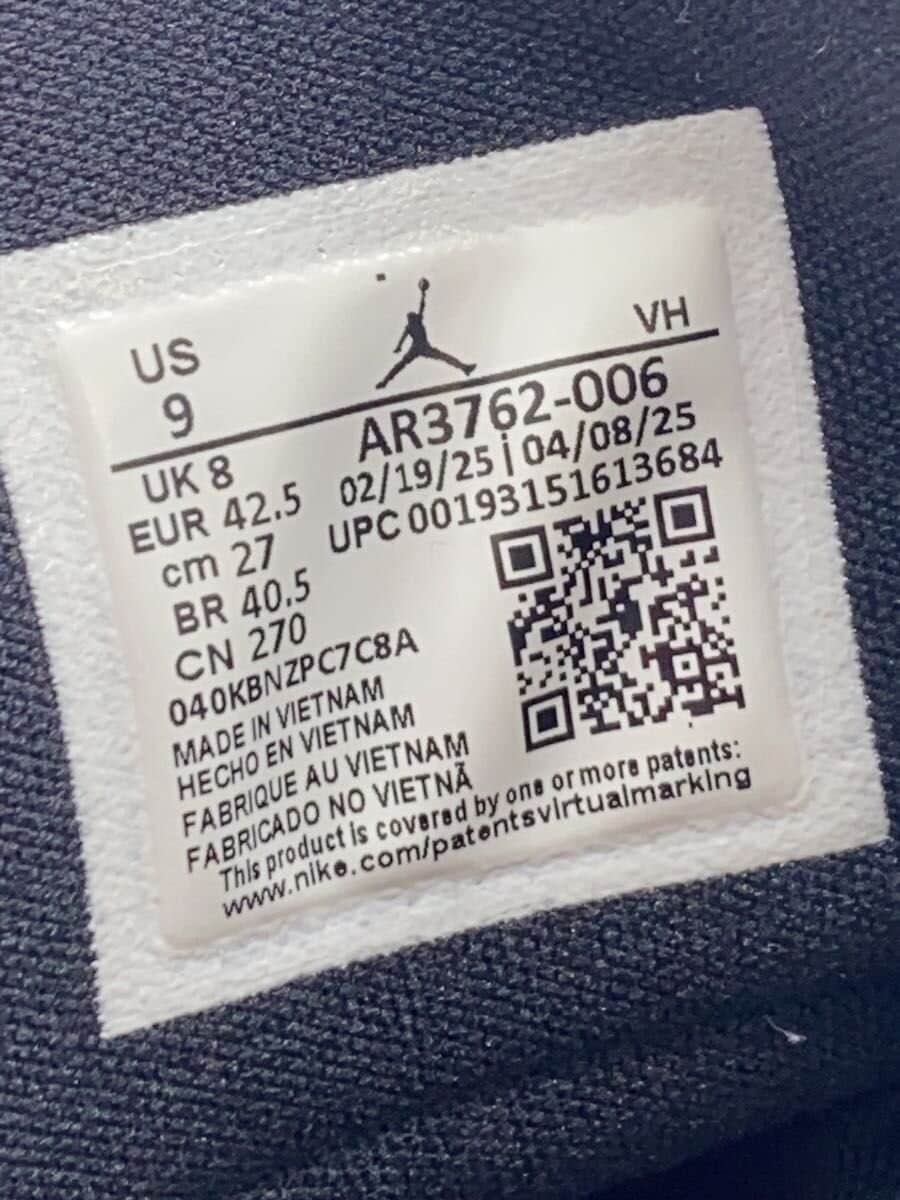 US
9
VH
AR3762-006
02/19/25 | 04/08/25
UPC 00193151613684
UK 8
EUR 42.5
cm 27
BR 40.5
CN 270
040KBNZPC7C8A
MADE IN VIETNAM
HECHO EN VIETNAM
FABRIQUE AU VIETNAM
FABRICADO NO VIETNÃ
This product is covered by one or more patents:
www.nike.com/patentsvirtualmarking